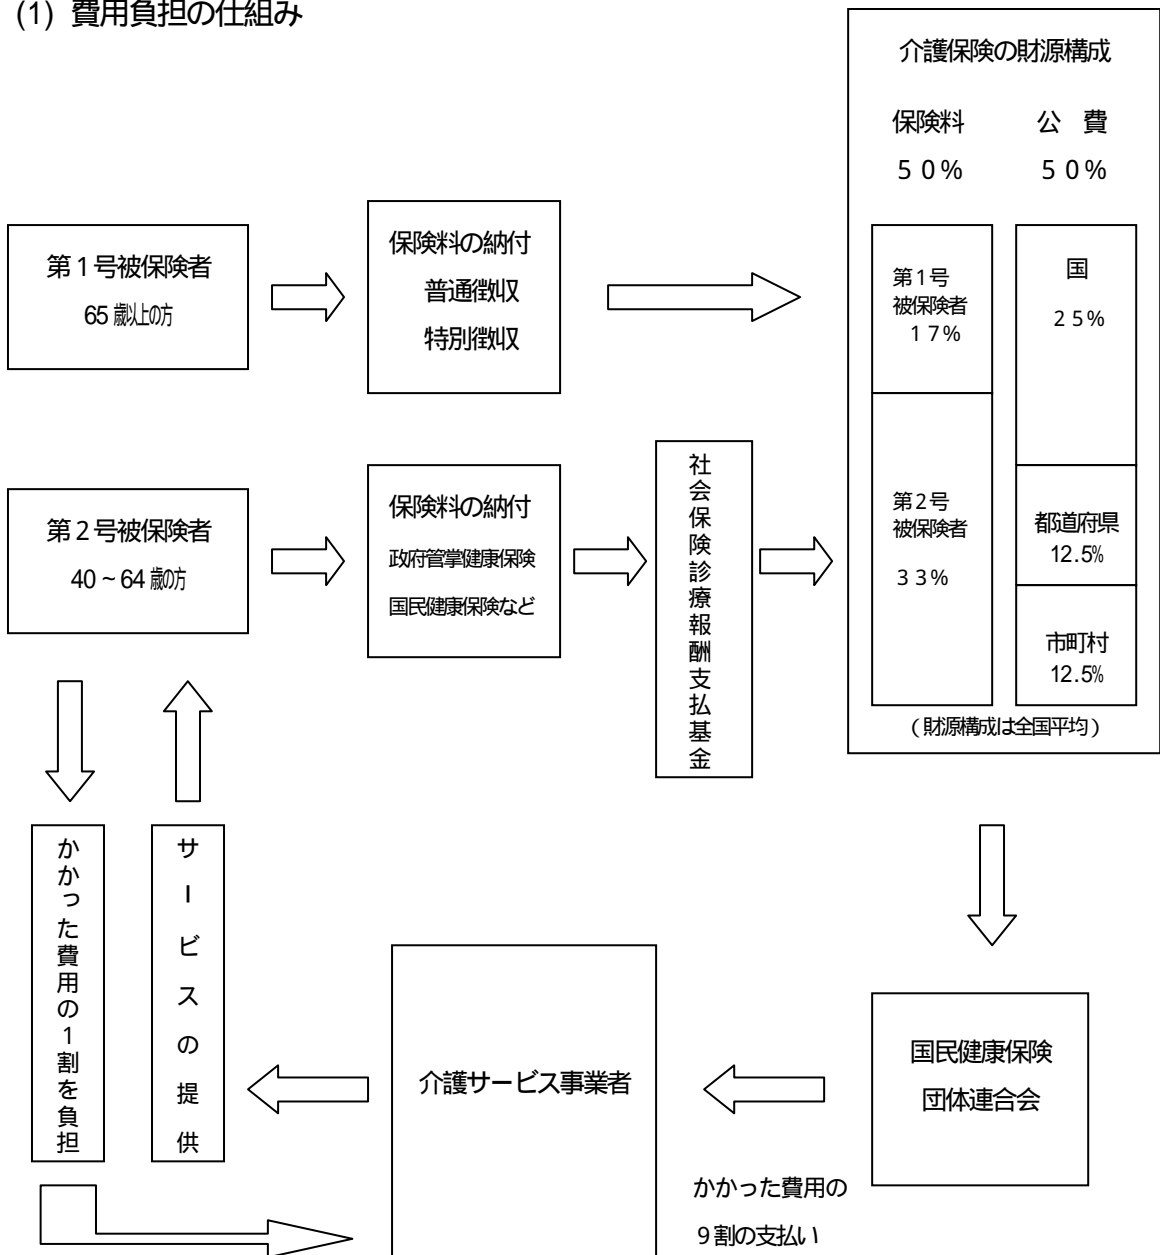 (1) 費用負担の仕組み
介護保険の財源構成
保険料 公 費
50% 50%
第1号被保険者
65歳以上の方
保険料の納付
普通徴収
特別徴収
第1号
被保険者
17%
国
25%
第2号被保険者
40~64歳の方
保険料の納付
政府管掌健康保険
国民健康保険など
社会保険診療報酬支払基金
第2号
被保険者
33%
都道府県
12.5%
市町村
12.5%
(財源構成は全国平均)
かかった費用の1割を負担
サービスの提供
介護サービス事業者
国民健康保険
団体連合会
かかった費用の
9割の支払い